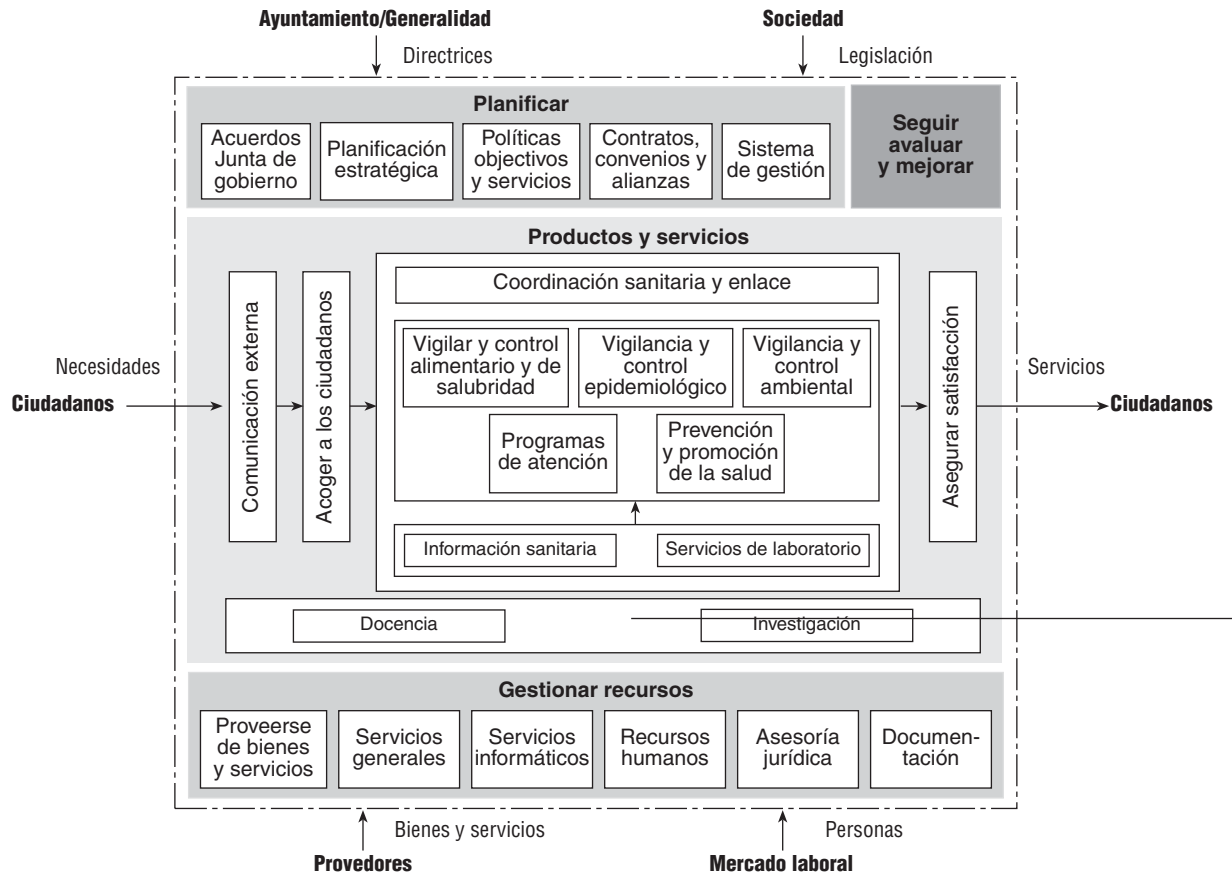 Ayuntamiento/Generalidad
Sociedad
Directrices
Legislación
Planificar
Acuerdos
Junta de
gobierno
Planificación
estratégica
Políticas
objectivos
y servicios
Contratos,
convenios y
alianzas
Sistema
de gestión
Seguir
avaluar
y mejorar
Productos y servicios
Necesidades
Ciudadanos
Comunicación externa
Acoger a los ciudadanos
Coordinación sanitaria y enlace
Vigilar y control
alimentario y de
salubridad
Vigilancia y
control
epidemiológico
Vigilancia y
control
ambiental
Programas
de atención
Prevención
y promoción
de la salud
Información sanitaria
Servicios de laboratorio
Asegurar satisfacción
Servicios
Ciudadanos
Docencia
Investigación
Gestionar recursos
Proveerse
de bienes
y servicios
Servicios
generales
Servicios
informáticos
Recursos
humanos
Asesoría
jurídica
Documen-
tación
Bienes y servicios
Personas
Provedores
Mercado laboral